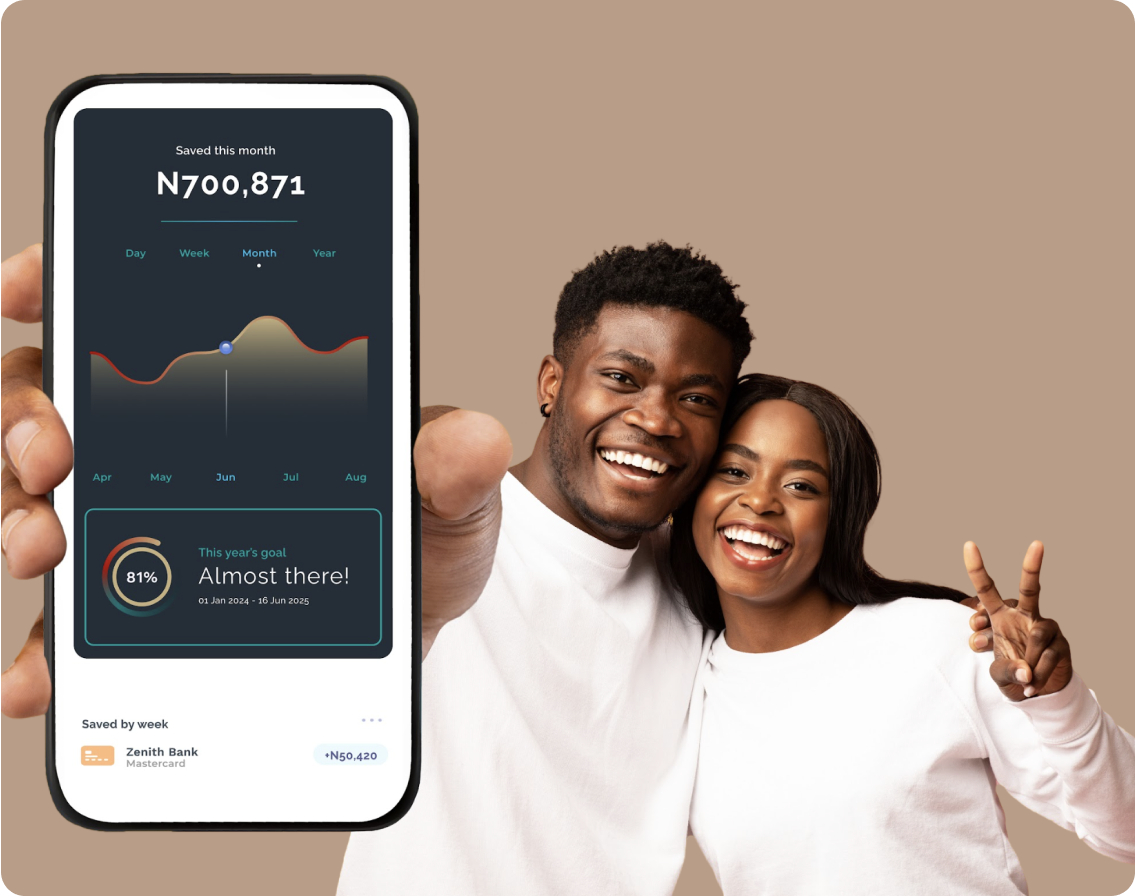 Saved this month
N700,871
Day Week Month Year
Apr May Jun Jul Aug
81%
This year's goal
Almost there!
01 Jan 2024 - 16 Jun 2025
Saved by week
Zenith Bank
Mastercard
+N50,420